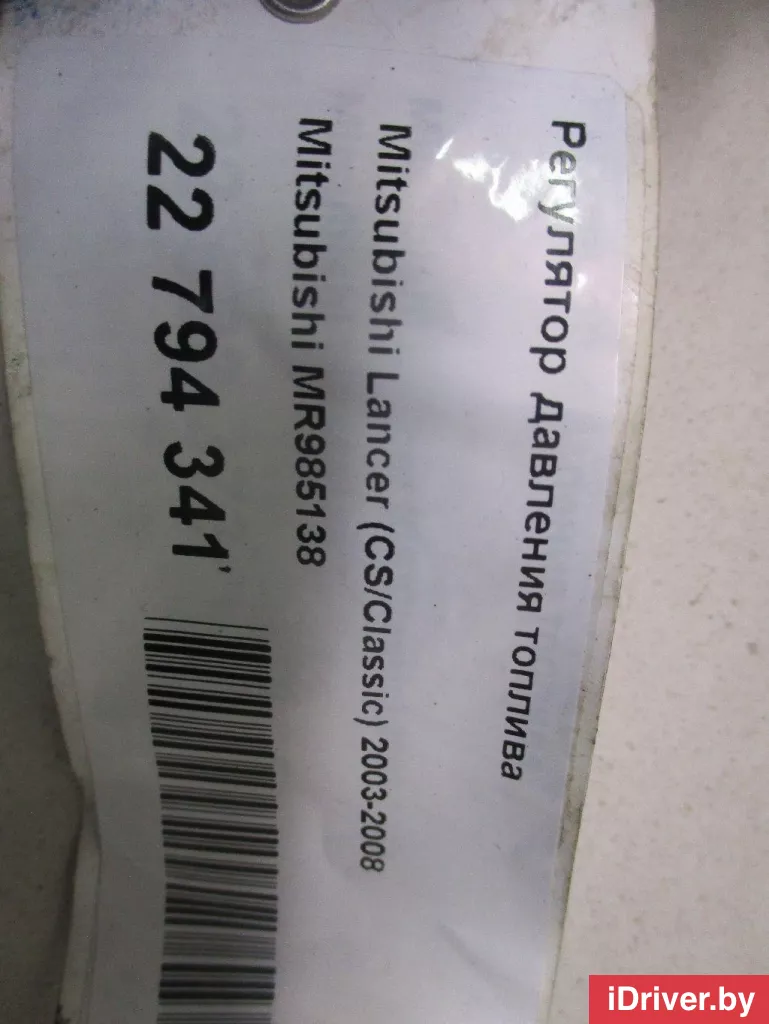 Регулятор давления топлива
Mitsubishi Lancer (CS/Classic) 2003-2008
Mitsubishi MR985138
22 794 341'
iDriver.by